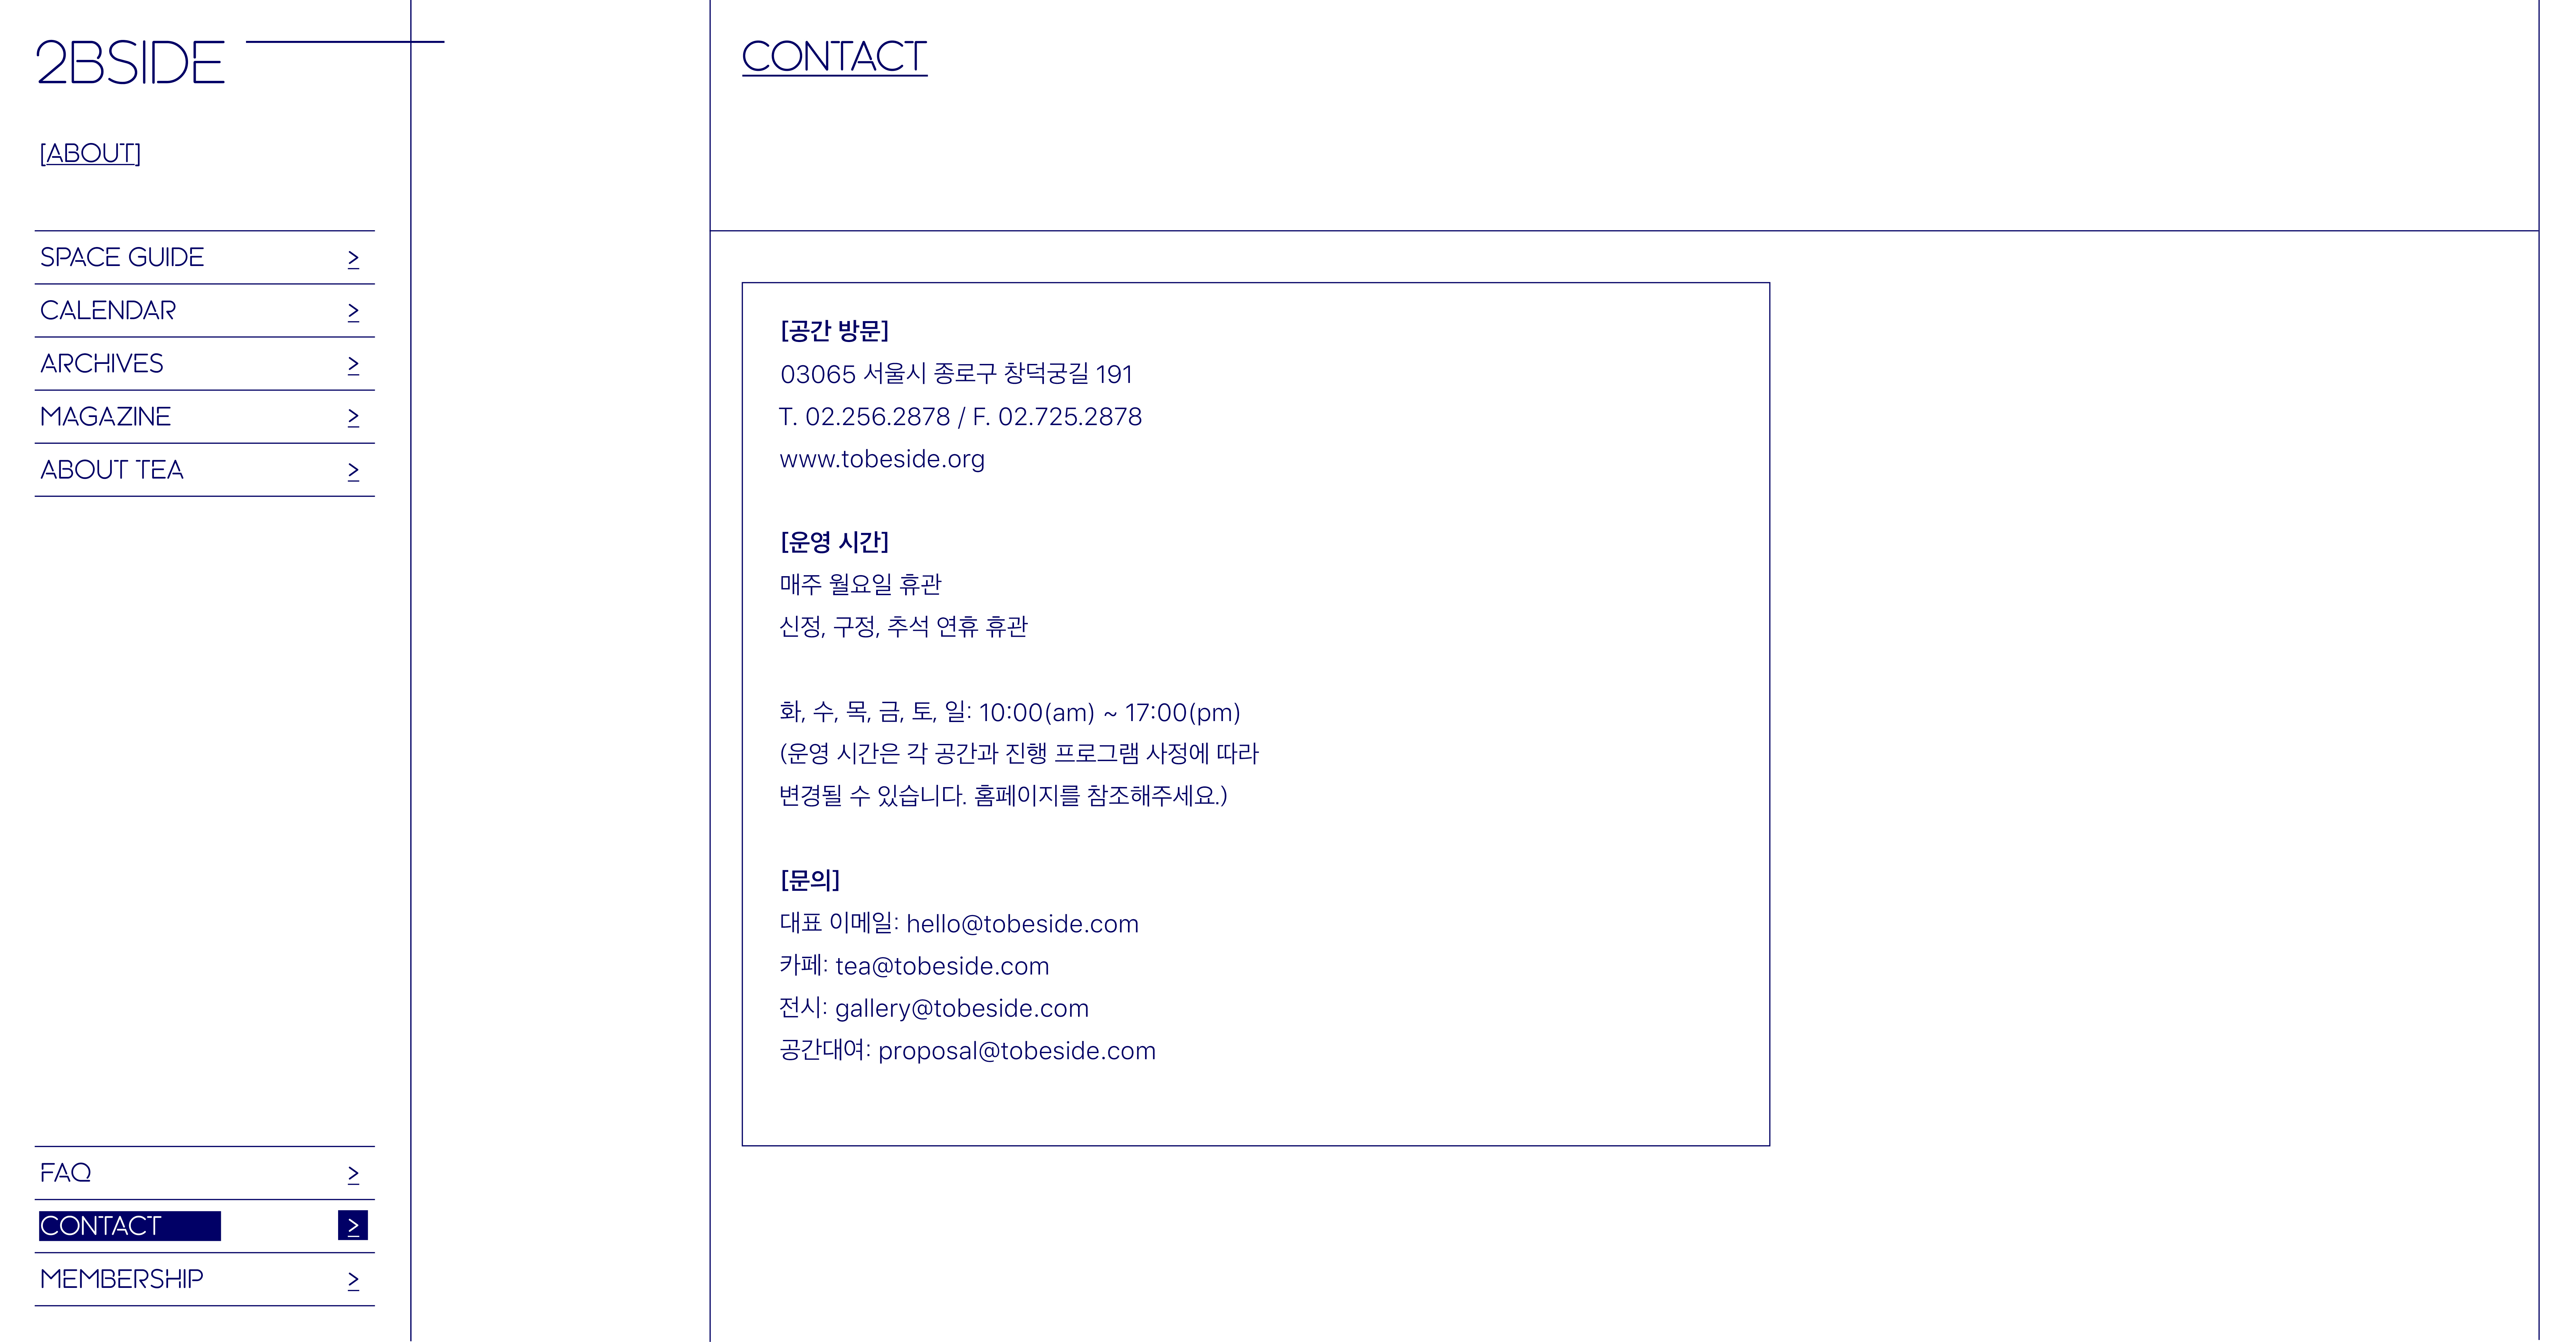 2BSIDE
[ABOUT]
SPACE GUIDE >
CALENDAR >
ARCHIVES >
MAGAZINE >
ABOUT TEA >
FAQ >
CONTACT >
MEMBERSHIP >
CONTACT
[공간 방문]
03065 서울시 종로구 창덕궁길 191
T. 02.256.2878 / F. 02.725.2878
www.tobeside.org
[운영 시간]
매주 월요일 휴관
신정, 구정, 추석 연휴 휴관
화, 수, 목, 금, 토, 일: 10:00(am) ~ 17:00(pm)
(운영 시간은 각 공간과 진행 프로그램 사정에 따라
변경될 수 있습니다. 홈페이지를 참조해주세요.)
[문의]
대표 이메일: hello@tobeside.com
카페: tea@tobeside.com
전시: gallery@tobeside.com
공간대여: proposal@tobeside.com